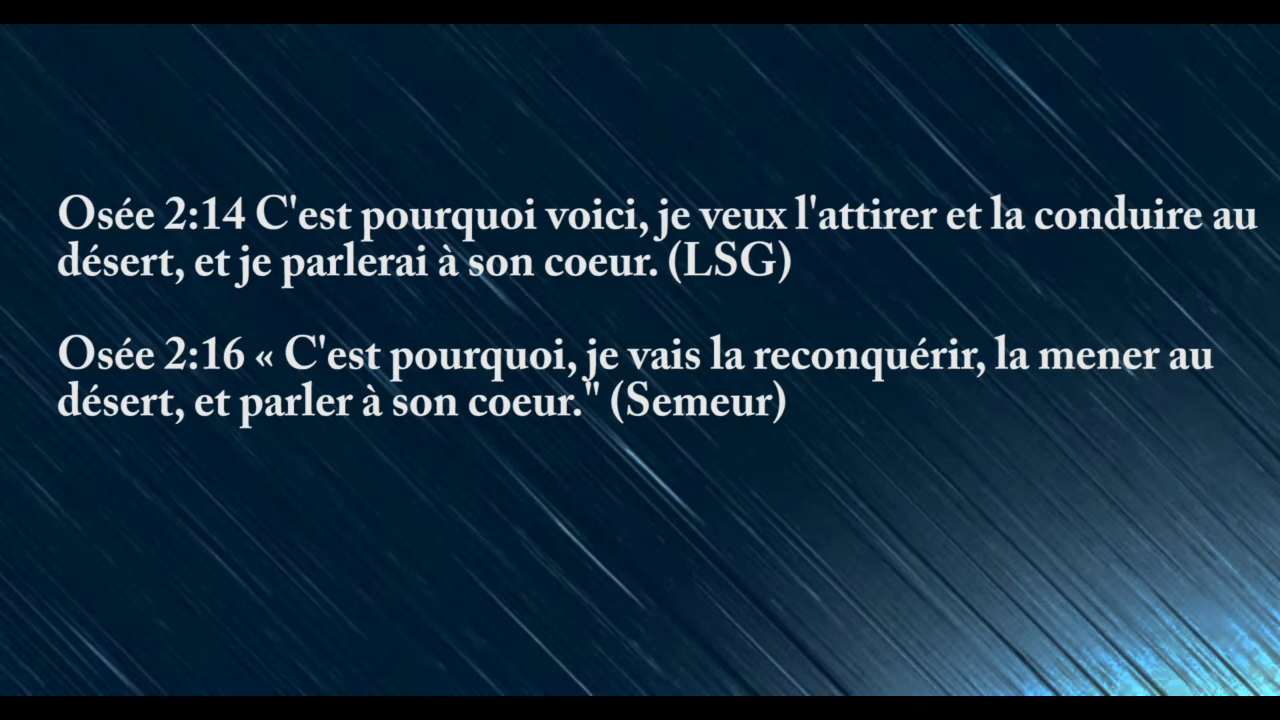 Osée 2:14 C'est pourquoi voici, je veux l'attirer et la conduire au
désert, et je parlerai à son coeur. (LSG)
Osée 2:16 « C'est pourquoi, je vais la reconquérir, la mener au
désert, et parler à son coeur." (Semeur)